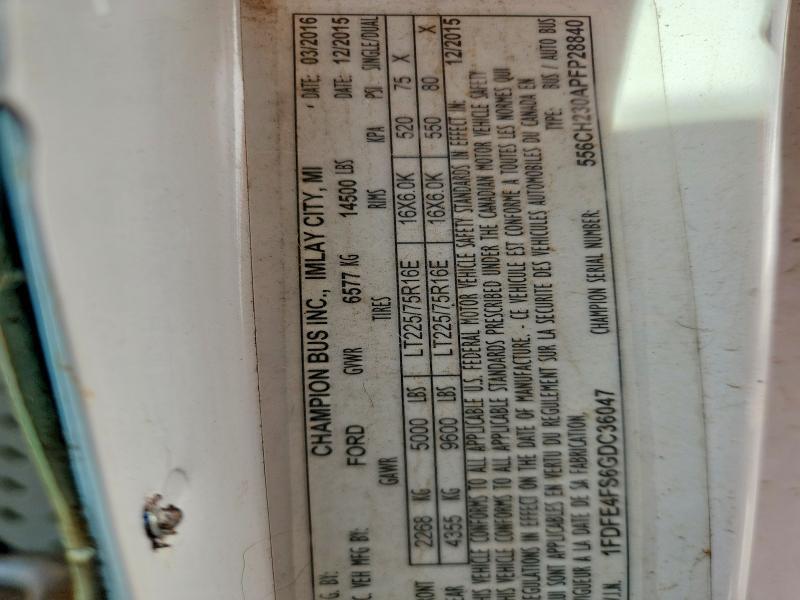 G. BY: CHAMPION BUS INC., IMLAY CITY, MI DATE: 03/2016
C. VEH MFG BY: FORD GVWR 6577 KG 14500 LBS DATE: 12/2015
GAWR TIRES RIMS KPA PSI SINGLE/DUAL
RONT 2268 KG 5000 LBS LT225/75R16E 16X6.0K 520 75 X
EAR 4355 KG 9600 LBS LT225/75R16E 16X6.0K 550 80 X
HIS VEHICLE CONFORMS TO ALL APPLICABLE U.S. FEDERAL MOTOR VEHICLE SAFETY STANDARDS IN EFFECT IN: 12/2015
HIS VEHICLE CONFORMS TO ALL APPLICABLE STANDARDS PRESCRIBED UNDER THE CANADIAN MOTOR VEHICLE SAFETY
EGULATIONS IN EFFECT ON THE DATE OF MANUFACTURE. - CE VEHICULE EST CONFORME A TOUTES LES NORMES QUI
UI SONT APPLICABLES EN VERTU DU REGLEMENT SUR LA SECURITE DES VEHICULES AUTOMOBILES DU CANADA EN
VIGUEUR A LA DATE DE SA FABRICATION. TYPE: BUS / AUTO BUS
V.I.N. 1FDFE4FS6GDC36047 CHAMPION SERIAL NUMBER: 556CH230APFP28840